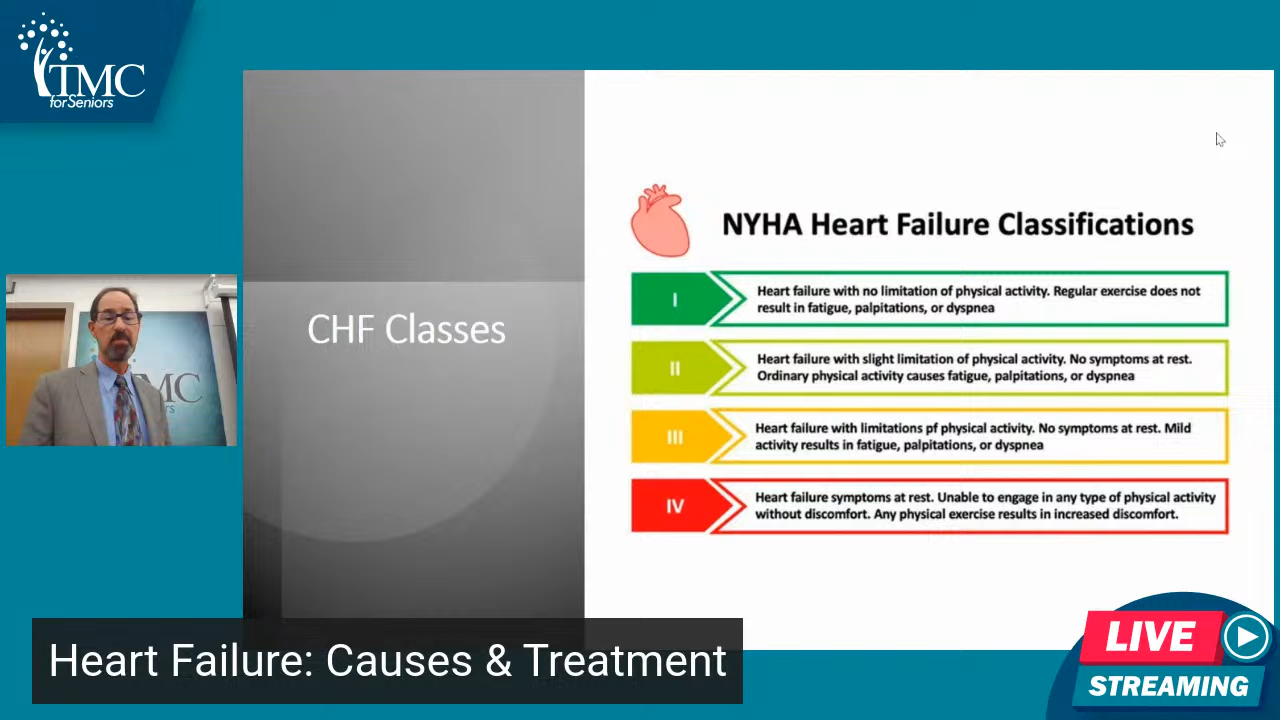 TMC
for Seniors
TMC
rs
CHF Classes
NYHA Heart Failure Classifications
I
Heart failure with no limitation of physical activity. Regular exercise does not
result in fatigue, palpitations, or dyspnea
II
Heart failure with slight limitation of physical activity. No symptoms at rest.
Ordinary physical activity causes fatigue, palpitations, or dyspnea
III
Heart failure with limitations pf physical activity. No symptoms at rest. Mild
activity results in fatigue, palpitations, or dyspnea
IV
Heart failure symptoms at rest. Unable to engage in any type of physical activity
without discomfort. Any physical exercise results in increased discomfort.
Heart Failure: Causes & Treatment
LIVE
STREAMING